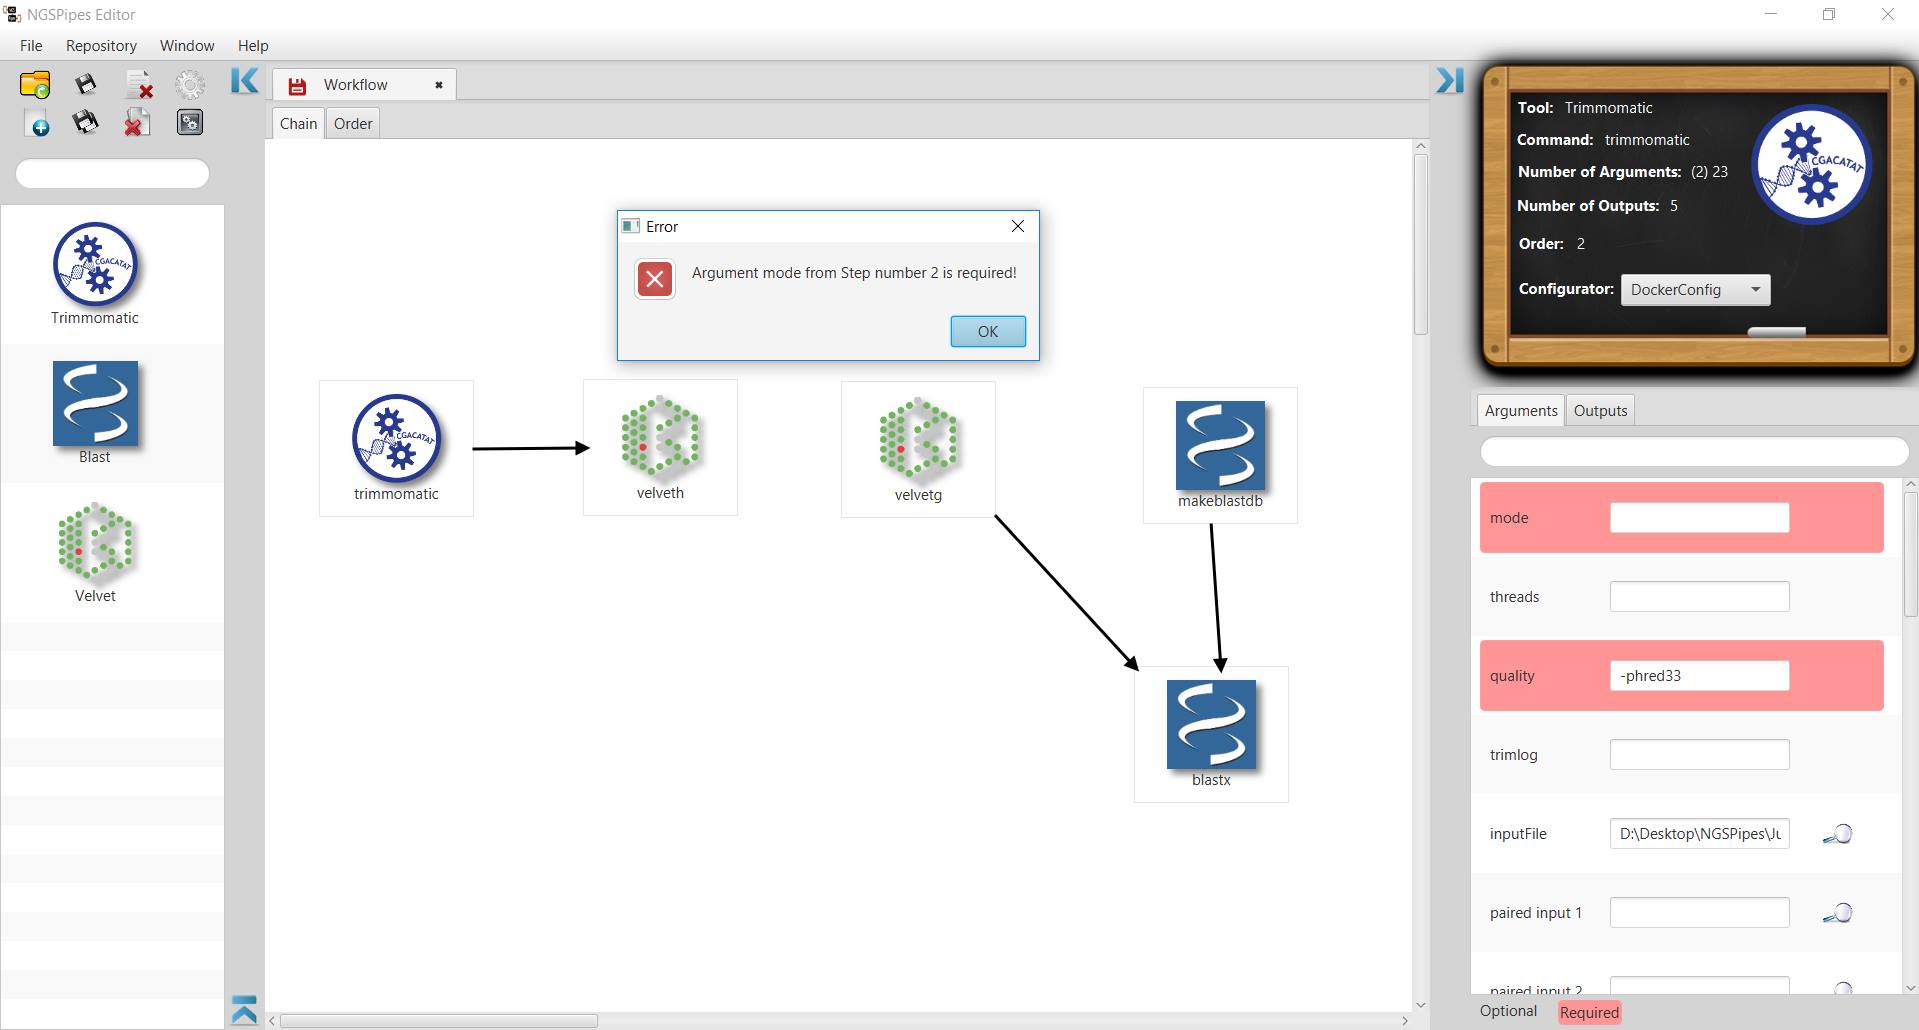 NGSPipes Editor
File Repository Window Help
Workflow
Chain Order
CGACATAT
Trimmomatic
Blast
Velvet
Error
Argument mode from Step number 2 is required!
OK
CGACATAT
trimmomatic
velveth
velvetg
makeblastdb
blastx
Tool: Trimmomatic
Command: trimmomatic
Number of Arguments: (2) 23
Number of Outputs: 5
Order: 2
Configurator: DockerConfig
CGACATAT
Arguments Outputs
mode
threads
quality -phred33
trimlog
inputFile D:\Desktop\NGSPipes\Ju
paired input 1
paired input 2
Optional Required